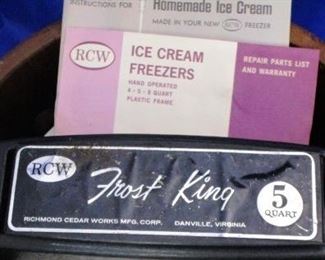 INSTRUCTIONS FOR
Homemade Ice Cream
MADE IN YOUR NEW RCW FREEZER
RCW
ICE CREAM
FREEZERS
HAND OPERATED
4 - 5 - 8 QUART
PLASTIC FRAME
REPAIR PARTS LIST
AND WARRANTY
RCW
Frost King
5
QUART
RICHMOND CEDAR WORKS MFG. CORP. DANVILLE, VIRGINIA